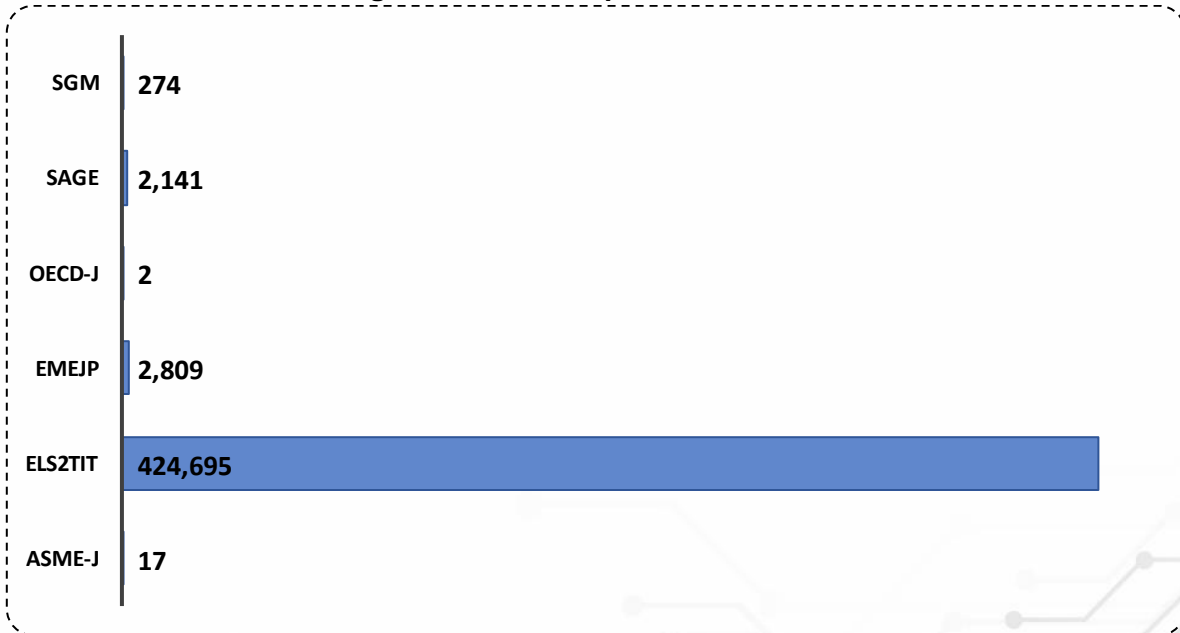 SGM 274
SAGE 2,141
OECD-J 2
EMEJP 2,809
ELS2TIT 424,695
ASME-J 17